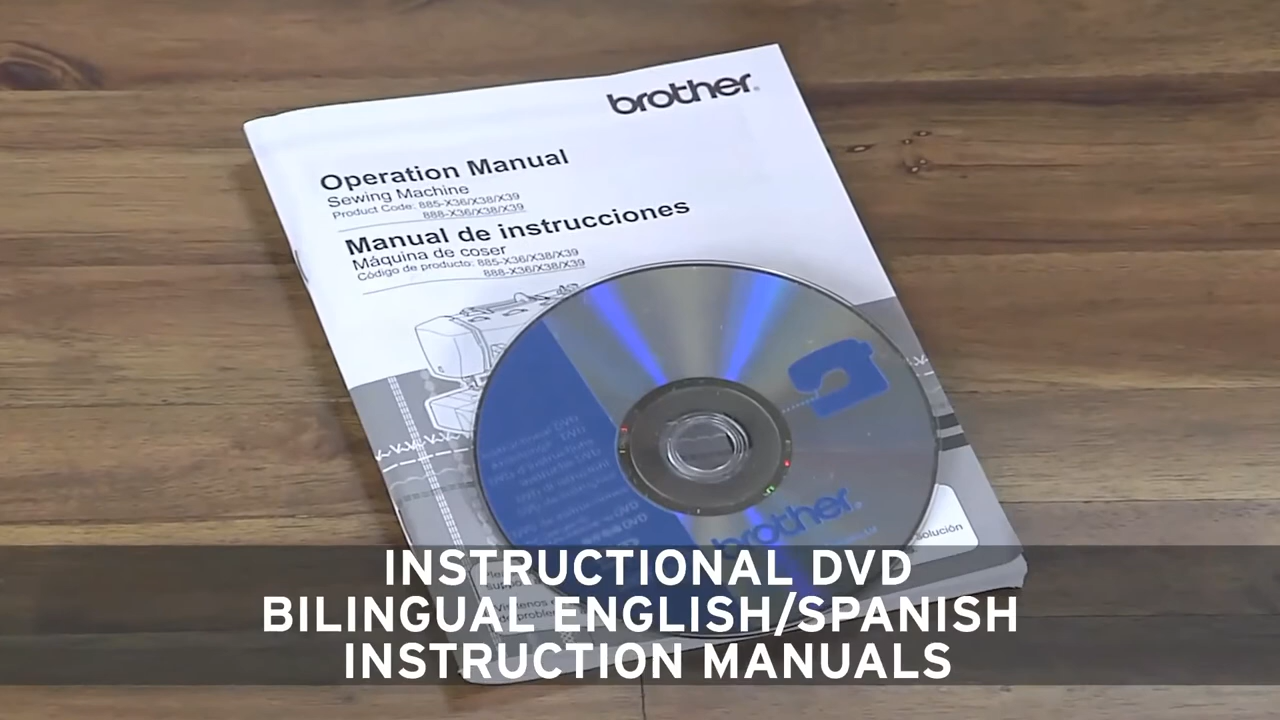 brother
Operation Manual
Sewing Machine
Product Code: 885-X36/X38/X39
888-X36/X38/X39
Manual de instrucciones
Máquina de coser
Código de producto: 885-X36/X38/X39
888-X36/X38/X39
DVD
brother
solución
INSTRUCTIONAL DVD
BILINGUAL ENGLISH/SPANISH
INSTRUCTION MANUALS